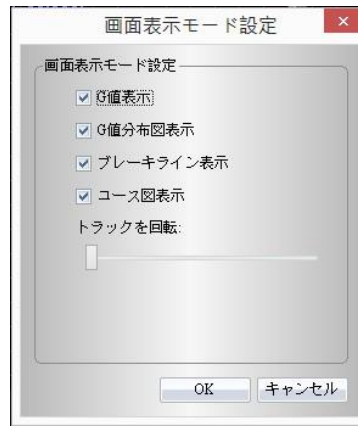 画面表示モード設定
画面表示モード設定
G値表示
G値分布図表示
ブレーキライン表示
コース図表示
トラックを回転:
OK キャンセル